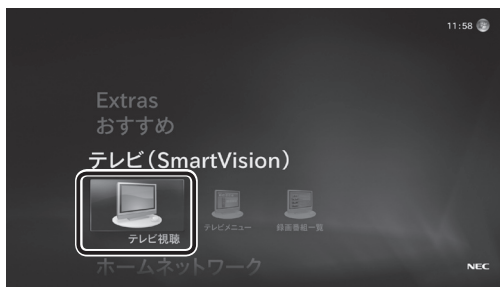 11:58
Extras
おすすめ
テレビ(SmartVision)
テレビ視聴
テレビメニュー
録画番組一覧
ホームネットワーク
NEC